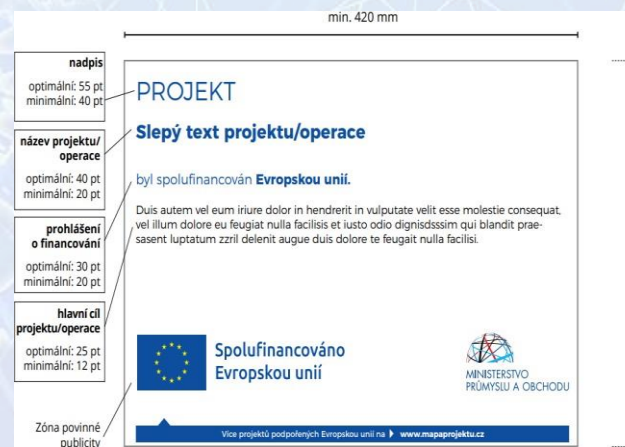 min. 420 mm
nadpis
optimální: 55 pt
minimální: 40 pt
název projektu/
operace
optimální: 40 pt
minimální: 20 pt
prohlášení
o financování
optimální: 30 pt
minimální: 20 pt
hlavní cíl
projektu/operace
optimální: 25 pt
minimální: 12 pt
Zóna povinné
publicity
PROJEKT
Slepý text projektu/operace
byl spolufinancován Evropskou unií.
Duis autem vel eum iriure dolor in hendrerit in vulputate velit esse molestie consequat,
vel illum dolore eu feugiat nulla facilisis et iusto odio dignisdsssim qui blandit prae-
sasent luptatum zzril delenit augue duis dolore te feugait nulla facilisi.
Spolufinancováno
Evropskou unií
MINISTERSTVO
PRŮMYSLU A OBCHODU
Více projektů podpořených Evropskou unií na www.mapaprojektu.cz